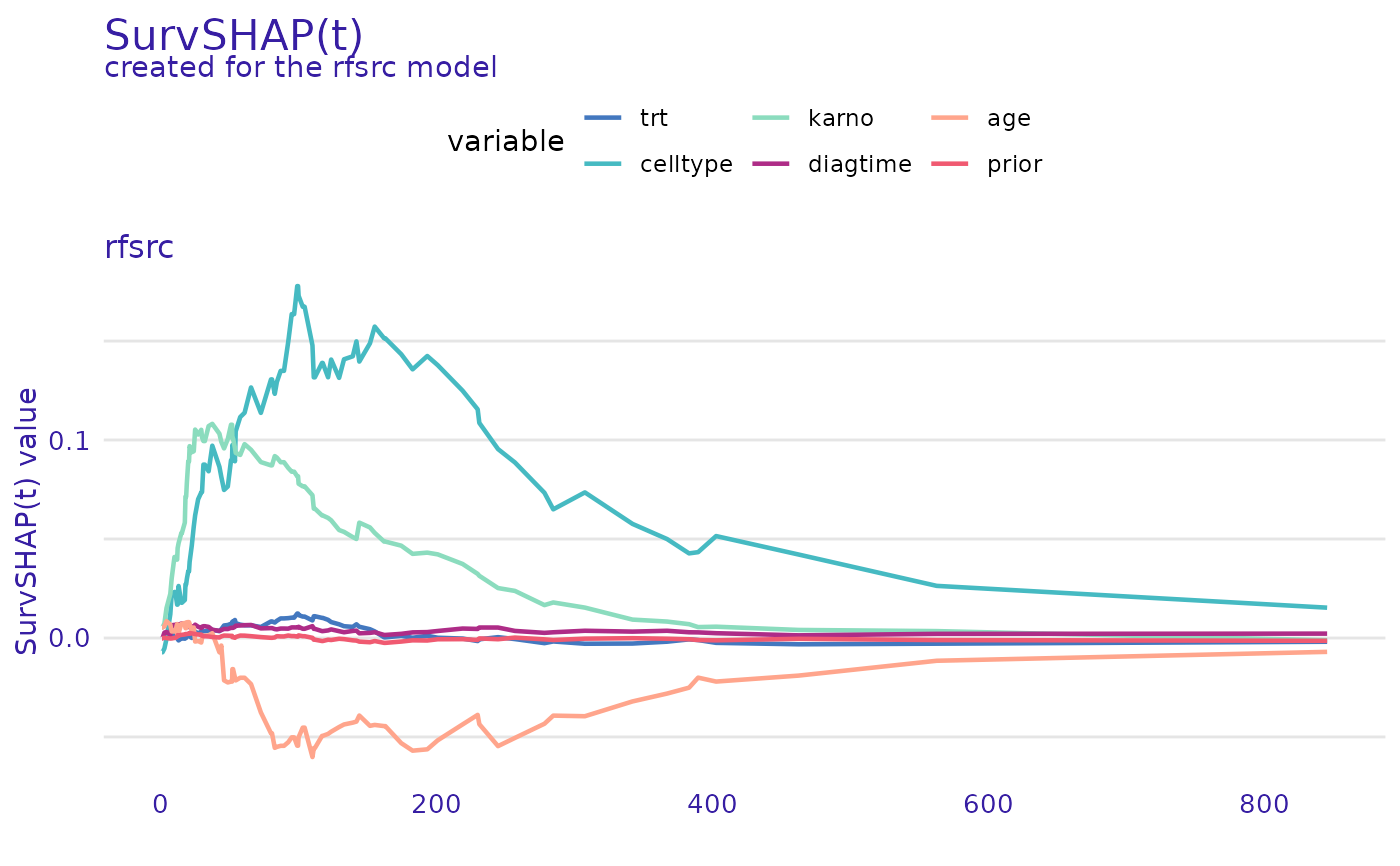 SurvSHAP(t)
created for the rfsrc model
variable
trt
karno
age
celltype
diagtime
prior
rfsrc
SurvSHAP(t) value
0.1
0.0
0
200
400
600
800